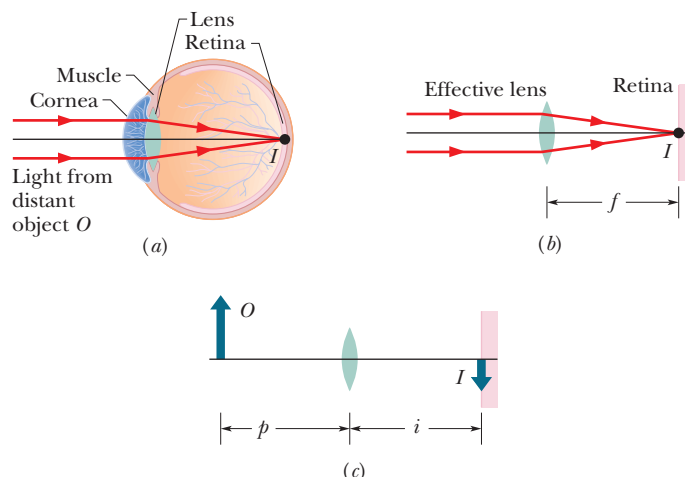 Lens
Retina
Muscle
Cornea
I
Light from
distant
object O
(a)
Effective lens
Retina
I
f
(b)
O
I
p
i
(c)